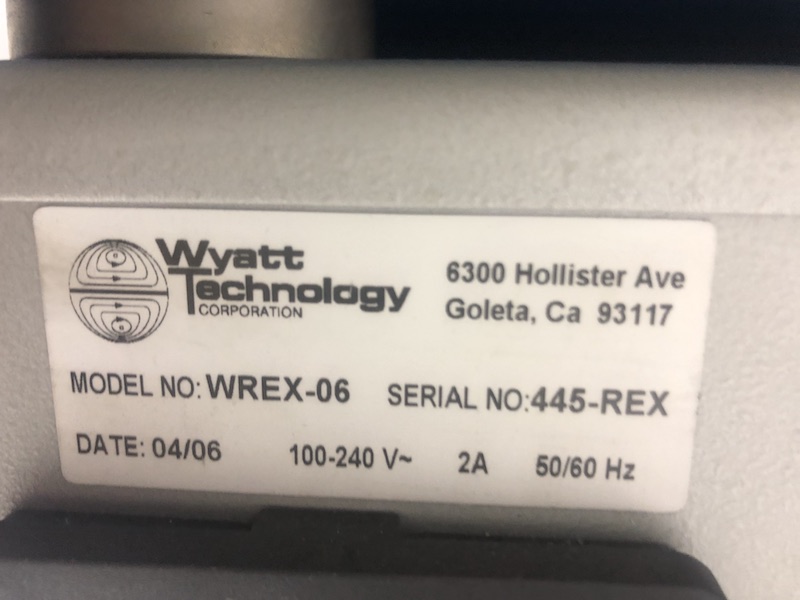 Wyatt
Technology
CORPORATION
6300 Hollister Ave
Goleta, Ca 93117
MODEL NO: WREX-06 SERIAL NO: 445-REX
DATE: 04/06 100-240 V~ 2A 50/60 Hz